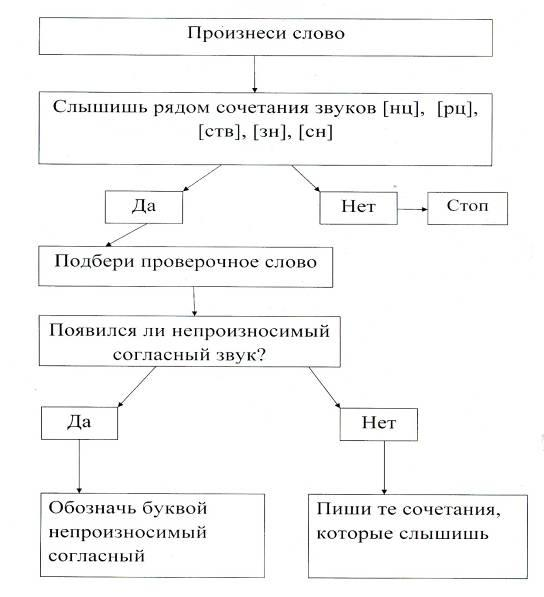 Произнеси слово
Слышишь рядом сочетания звуков [нц], [рц],
[ств], [зн], [сн]
Да
Нет
Стоп
Подбери проверочное слово
Появился ли непроизносимый
согласный звук?
Да
Нет
Обозначь буквой
непроизносимый
согласный
Пиши те сочетания,
которые слышишь